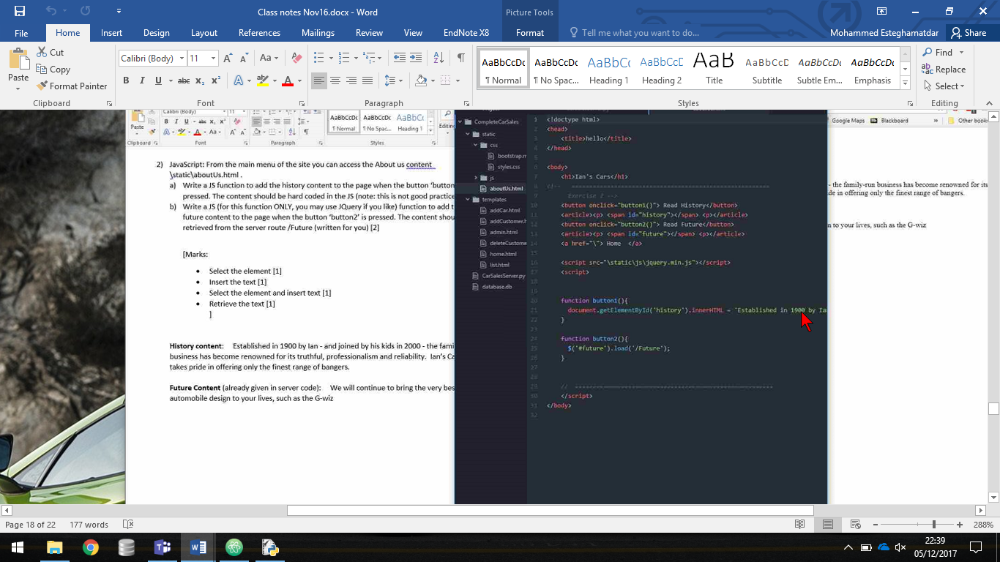 Class notes Nov16.docx - Word
Picture Tools
File
Home
Insert
Design
Layout
References
Mailings
Review
View
EndNote X8
Format
Tell me what you want to do...
Mohammed Esteghamatdar
Share
Paste
Cut
Copy
Format Painter
Clipboard
Calibri (Body)
11
Font
Paragraph
AaBbCcDc
¶ Normal
AaBbCcDc
¶ No Spac...
AaBbCc
Heading 1
AaBbCcD
Heading 2
AaB
Title
AaBbCcD
Subtitle
AaBbCcDc
Subtle Em...
AaBbCcDc
Emphasis
Styles
Find
Replace
Select
Editing
Paste
Clipboard
Font
Paragraph
AaBbCcDc
¶ Normal
AaBbCcDc
¶ No Spac...
AaBbCc
Heading 1
Styles
2) JavaScript: From the main menu of the site you can access the About us content
\static\aboutUs.html .
a) Write a JS function to add the history content to the page when the button 'button
pressed. The content should be hard coded in the JS (note: this is not good practice
b) Write a JS (for this function ONLY, you may use JQuery if you like) function to add t
future content to the page when the button 'button2' is pressed. The content shou
retrieved from the server route /Future (written for you) [2]
[Marks:
• Select the element [1]
• Insert the text [1]
• Select the element and insert text [1]
• Retrieve the text [1]
]
History content: Established in 1900 by Ian - and joined by his kids in 2000 - the fami
business has become renowned for its truthful, professionalism and reliability. Ian's Ca
takes pride in offering only the finest range of bangers.
Future Content (already given in server code): We will continue to bring the very bes
automobile design to your lives, such as the G-wiz
CompleteCarSales
static
css
bootstrap.m
styles.css
js
aboutUs.html
templates
addCar.html
addCustomer.h
admin.html
deleteCustome
home.html
list.html
CarSalesServer.py
database.db
1 <!doctype html>
2 <head>
3 <title>hello</title>
4 </head>
<body>
<h1>Ian's Cars</h1>
<!-- ========================================================
Exercise 2 -->
<button onclick="button1()"> Read History</button>
<article><p> <span id="history"></span> <p></article>
<button onclick="button2()"> Read Future</button>
<article><p> <span id="future"></span> <p></article>
<a href="\"> Home </a>
<script src="\static\js\jquery.min.js"></script>
<script>
function button1(){
document.getElementById('history').innerHTML = "Established in 1900 by Ian
}
function button2(){
$('#future').load('/Future');
}
// ========================================================
</script>
</body>
Google Maps
Blackboard
Other bookmarks
- the family-run business has become renowned for its
de in offering only the finest range of bangers.
n to your lives, such as the G-wiz
Page 18 of 22
177 words
288%
22:39
05/12/2017